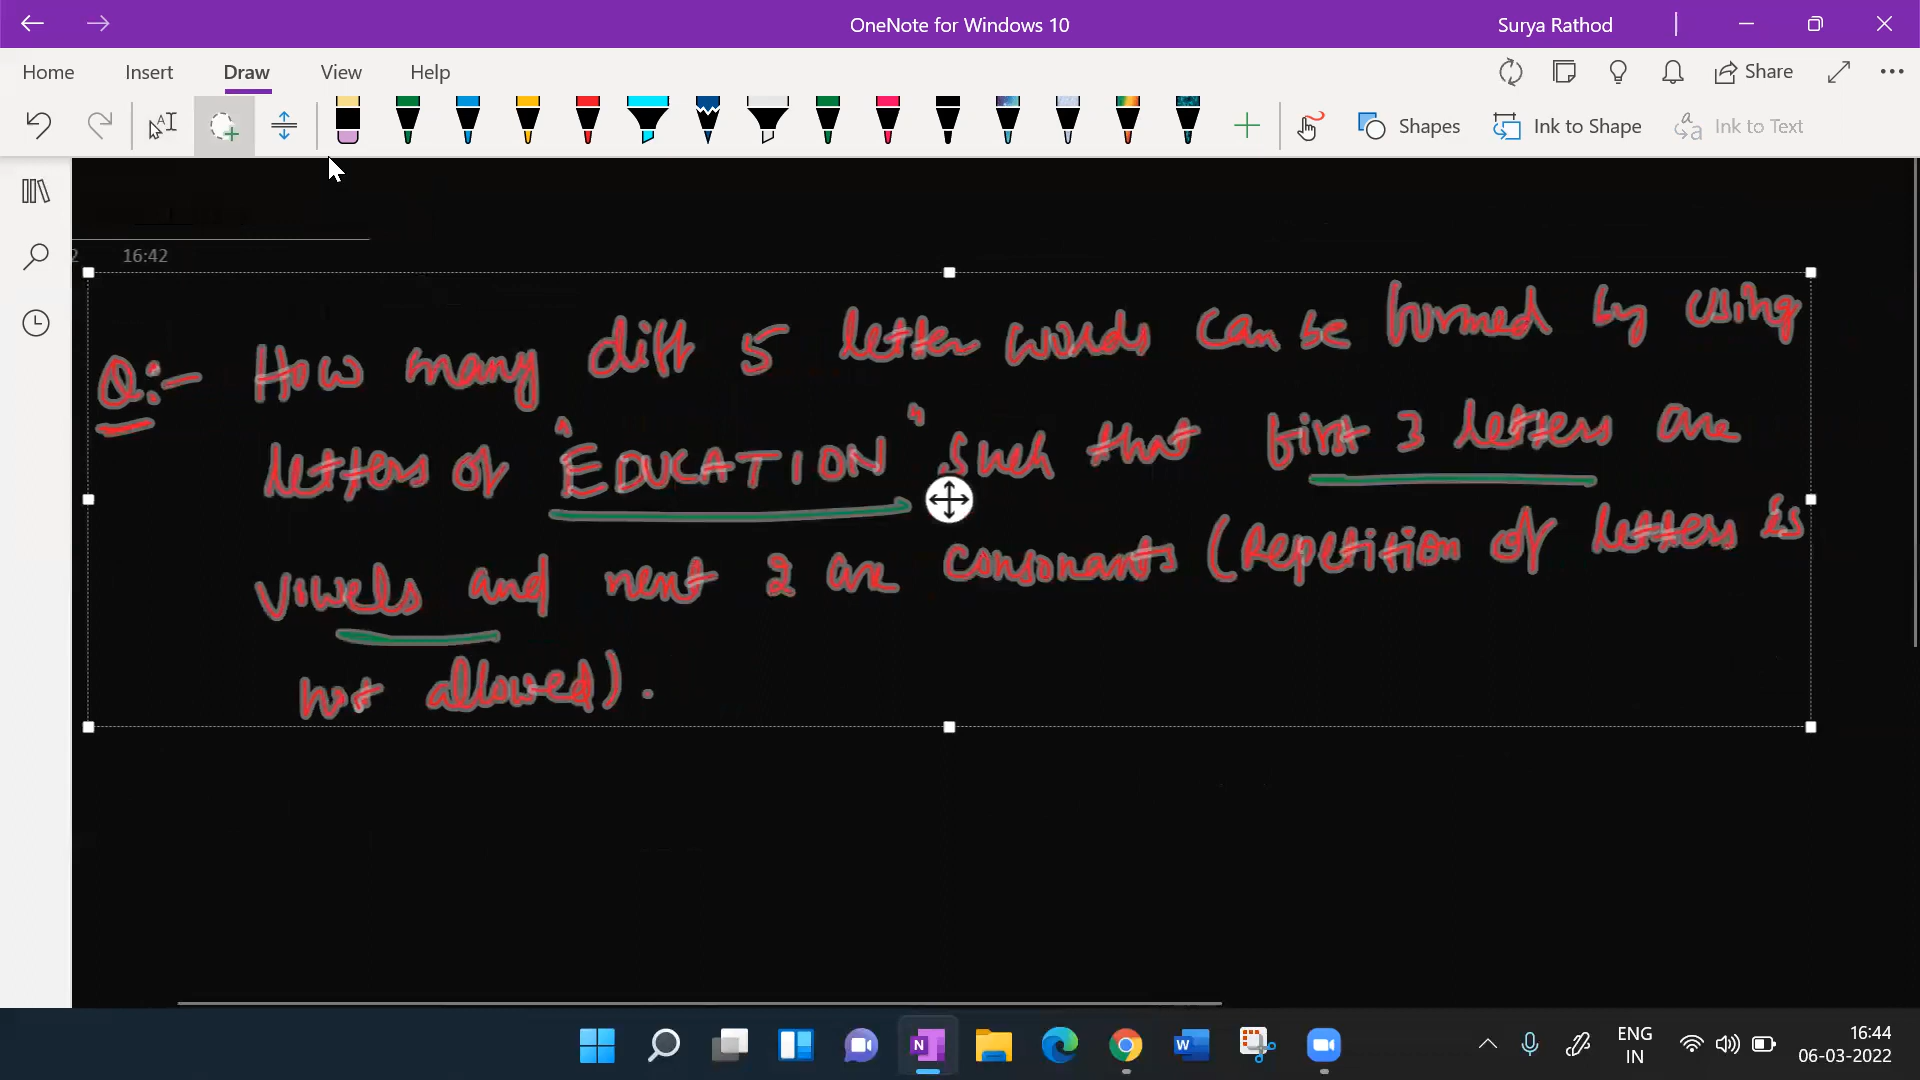 OneNote for Windows 10
Surya Rathod
Home Insert Draw View Help
Share
Shapes Ink to Shape Ink to Text
2 16:42
Q:- How many diff 5 letter words can be formed by using
letters of "EDUCATION" such that first 3 letters are
vowels and next 2 are consonants (Repetition of letters is
not allowed).
ENG
IN
16:44
06-03-2022